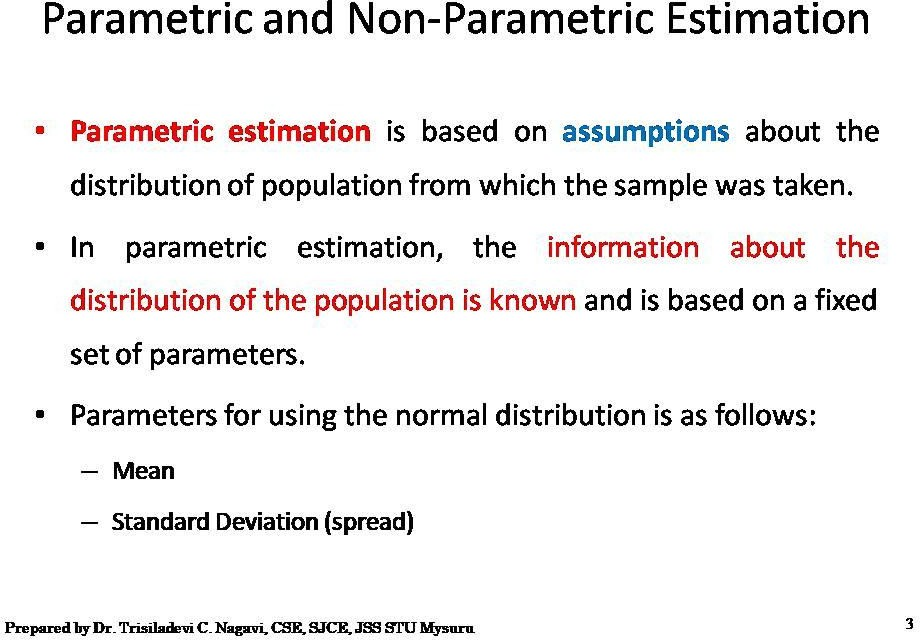 Parametric and Non-Parametric Estimation
• Parametric estimation is based on assumptions about the
distribution of population from which the sample was taken.
• In parametric estimation, the information about the
distribution of the population is known and is based on a fixed
set of parameters.
• Parameters for using the normal distribution is as follows:
– Mean
– Standard Deviation (spread)
Prepared by Dr. Trisiladevi C. Nagavi, CSE, SJCE, JSS STU Mysuru
3